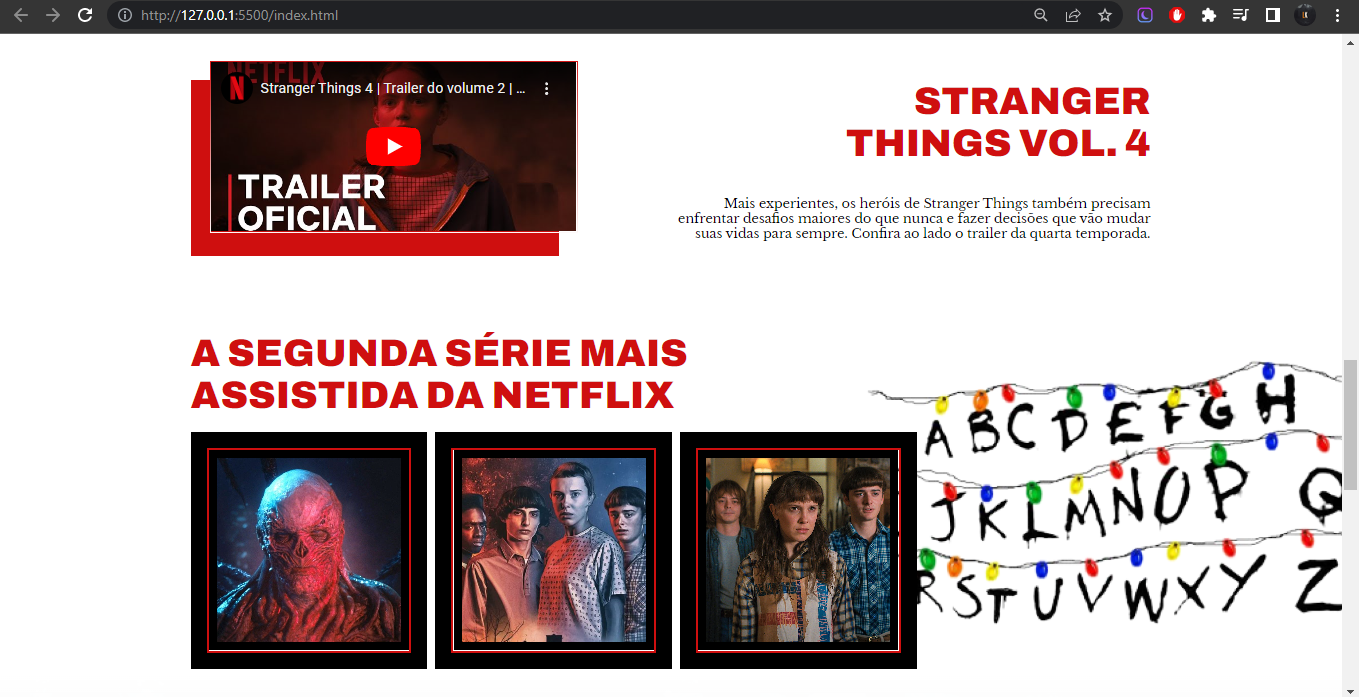 http://127.0.0.1:5500/index.html
NETFLIX
N Stranger Things 4 | Trailer do volume 2 | ...
TRAILER
OFICIAL
STRANGER
THINGS VOL. 4
Mais experientes, os heróis de Stranger Things também precisam
enfrentar desafios maiores do que nunca e fazer decisões que vão mudar
suas vidas para sempre. Confira ao lado o trailer da quarta temporada.
A SEGUNDA SÉRIE MAIS
ASSISTIDA DA NETFLIX
A B C D E F G H
J K L M N O P Q
R S T U V W X Y Z